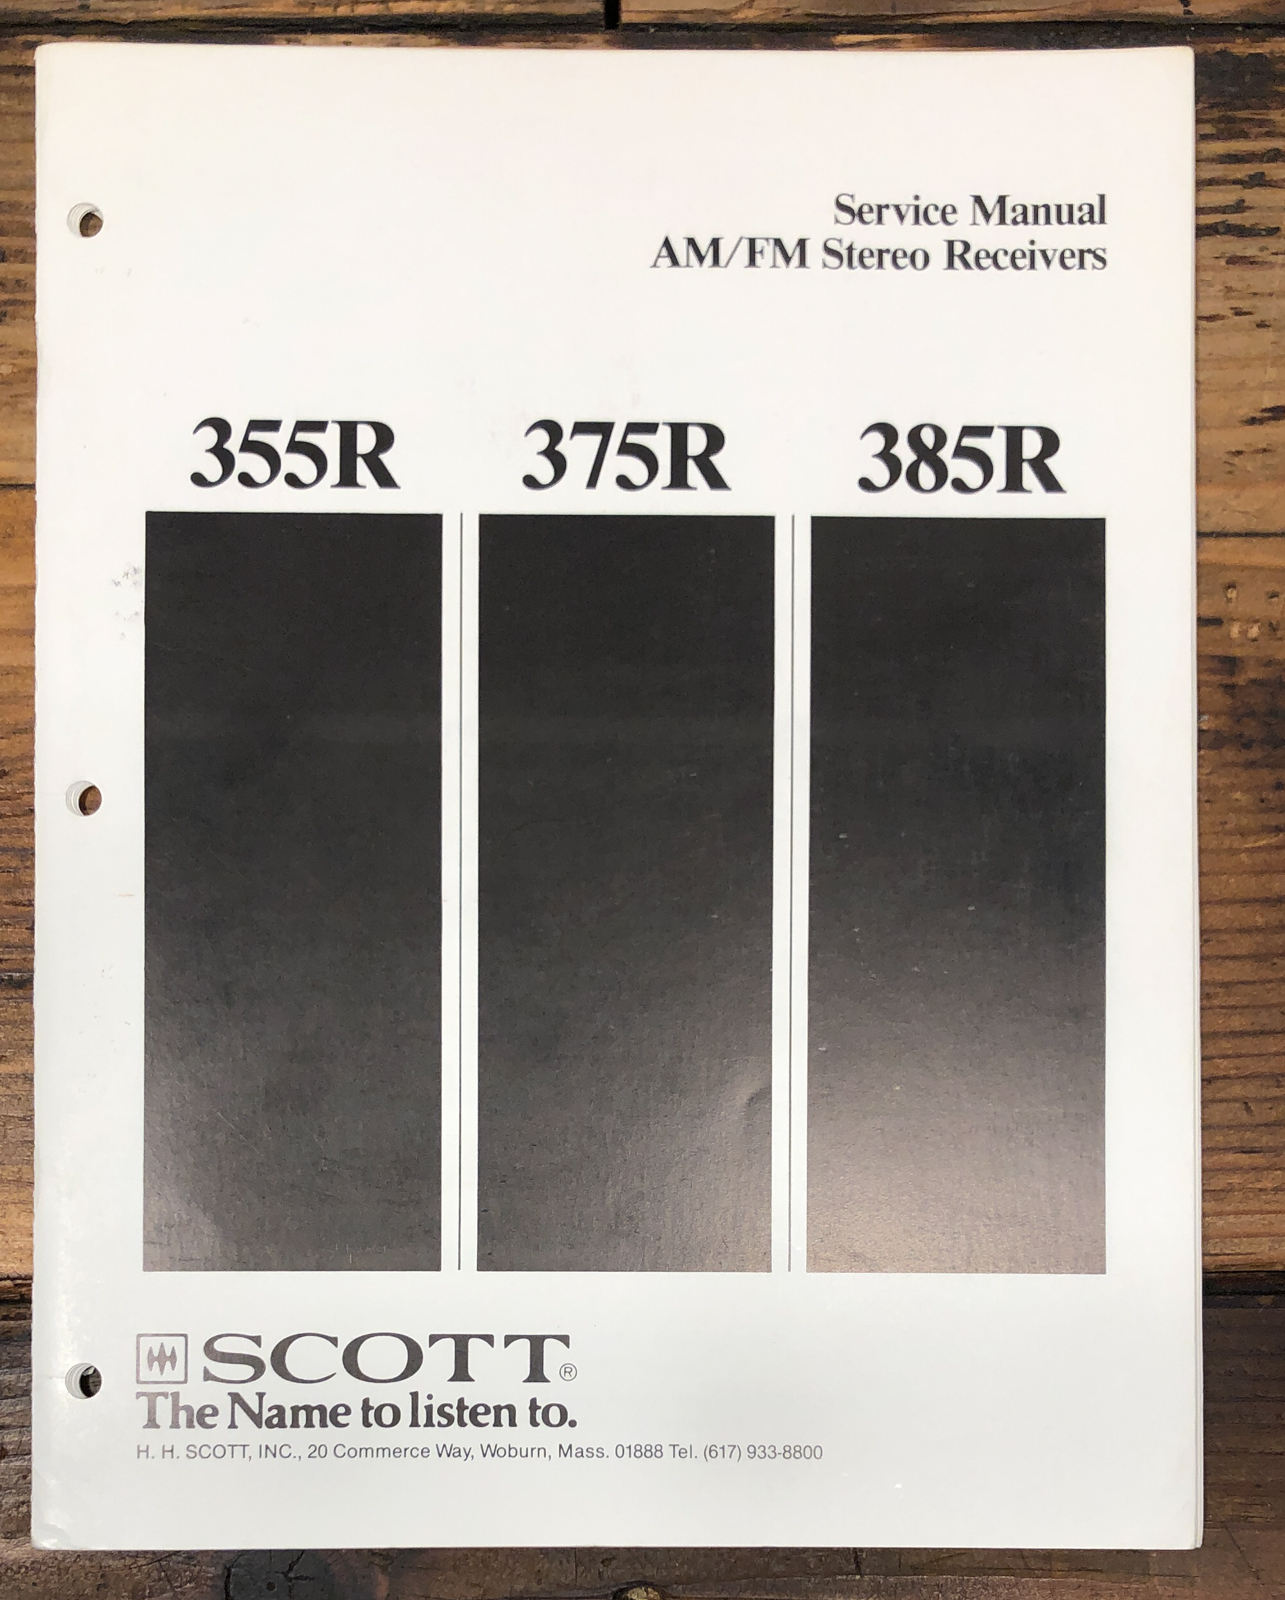 Service Manual
AM/FM Stereo Receivers
355R 375R 385R
SCOTT®
The Name to listen to.
H. H. SCOTT, INC., 20 Commerce Way, Woburn, Mass. 01888 Tel. (617) 933-8800